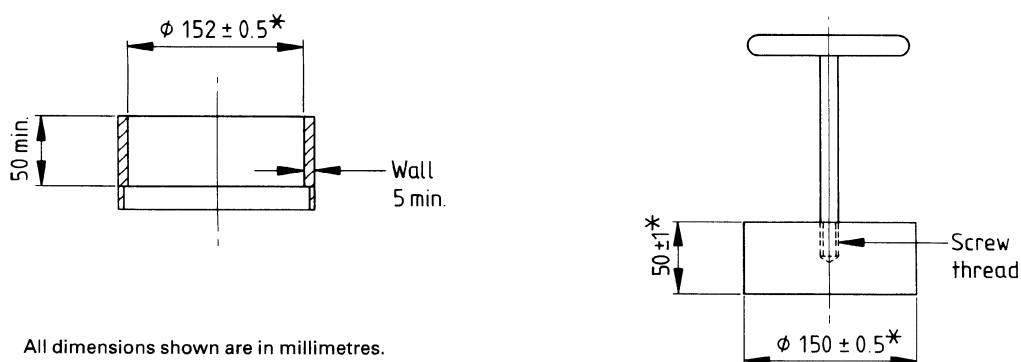 ϕ 152 ± 0.5*
50 min.
Wall
5 min.
50 ±1*
Screw
thread
ϕ 150 ± 0.5*
All dimensions shown are in millimetres.